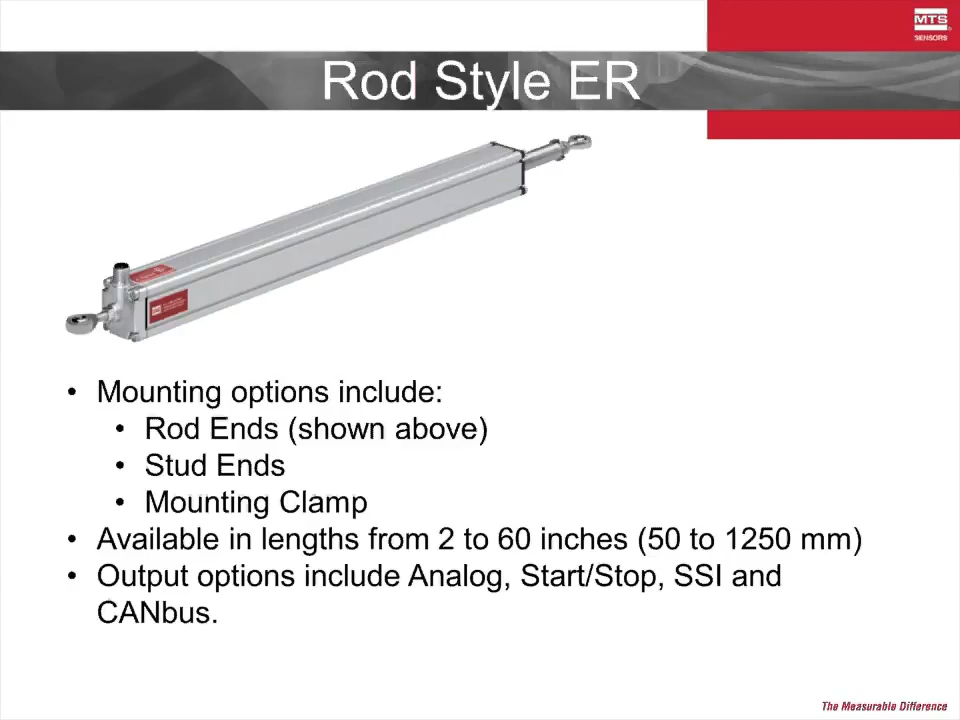 MTS
SENSORS
Rod Style ER
• Mounting options include:
• Rod Ends (shown above)
• Stud Ends
• Mounting Clamp
• Available in lengths from 2 to 60 inches (50 to 1250 mm)
• Output options include Analog, Start/Stop, SSI and
CANbus.
The Measurable Difference